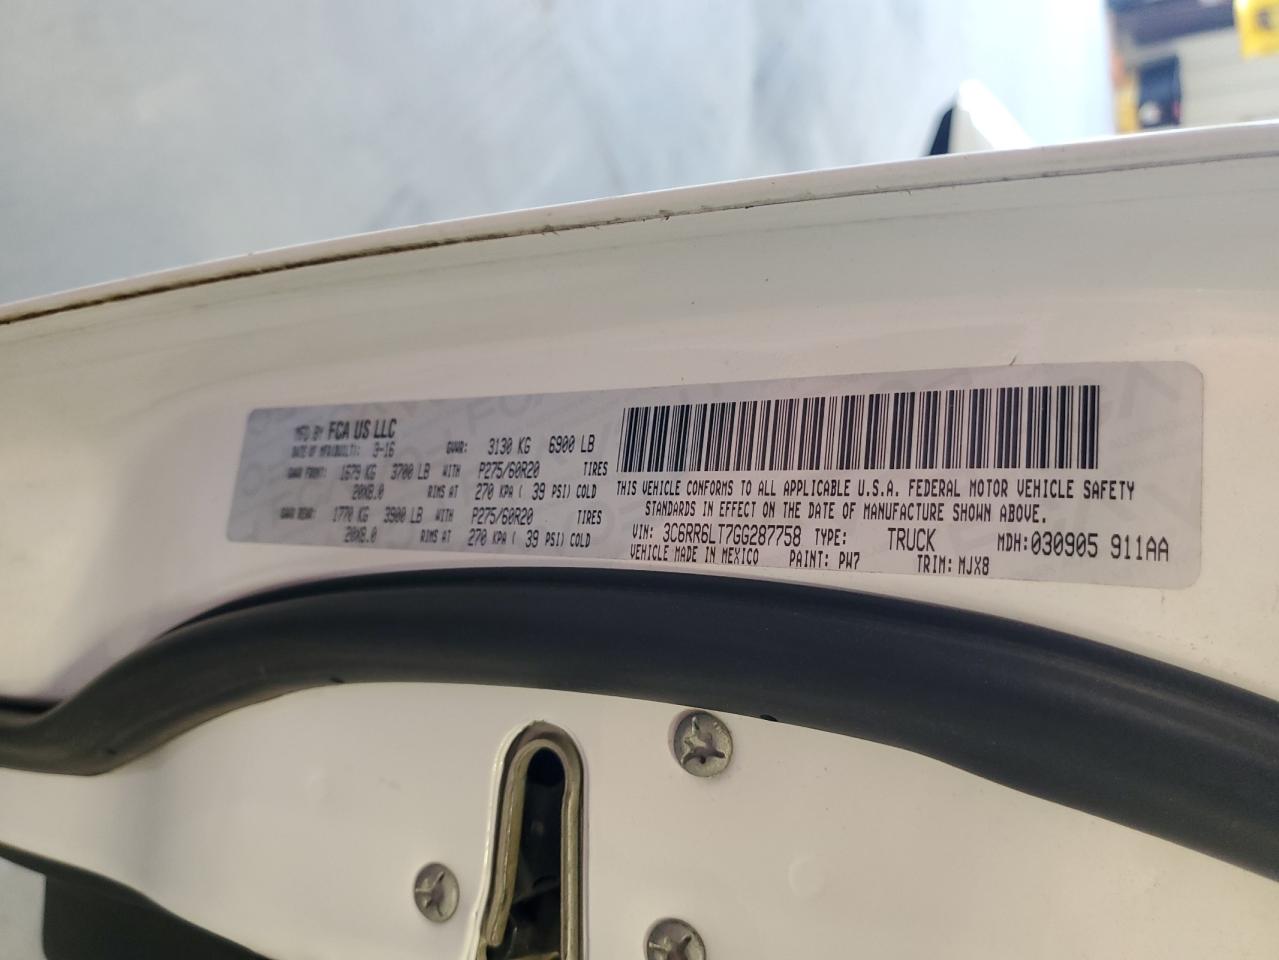 MFG BY FCA US LLC
DATE OF MFR(BUILT): 9-16 GVWR: 3130 KG 6900 LB
GAWR FRONT: 1679 KG 3700 LB WITH P275/60R20 TIRES
20X8.0 RIMS AT 270 KPA ( 39 PSI) COLD
GAWR REAR: 1770 KG 3900 LB WITH P275/60R20 TIRES
20X8.0 RIMS AT 270 KPA ( 39 PSI) COLD
THIS VEHICLE CONFORMS TO ALL APPLICABLE U.S.A. FEDERAL MOTOR VEHICLE SAFETY
STANDARDS IN EFFECT ON THE DATE OF MANUFACTURE SHOWN ABOVE.
VIN: 3C6RR6LT7GG287758 TYPE: TRUCK MDH:030905 911AA
VEHICLE MADE IN MEXICO PAINT: PW7 TRIM: MJX8